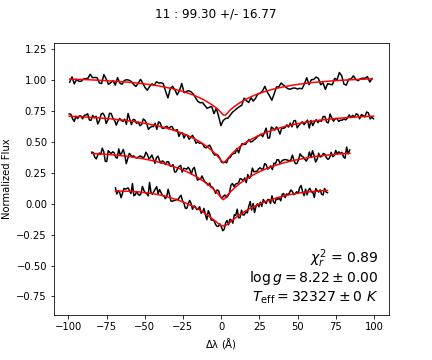 11 : 99.30 +/- 16.77
1.25
1.00
0.75
0.50
0.25
0.00
−0.25
−0.50
−0.75
Normalized Flux
χ²ᵣ = 0.89
log g = 8.22 ± 0.00
T_eff = 32327 ± 0 K
−100 −75 −50 −25 0 25 50 75 100
Δλ (Å)